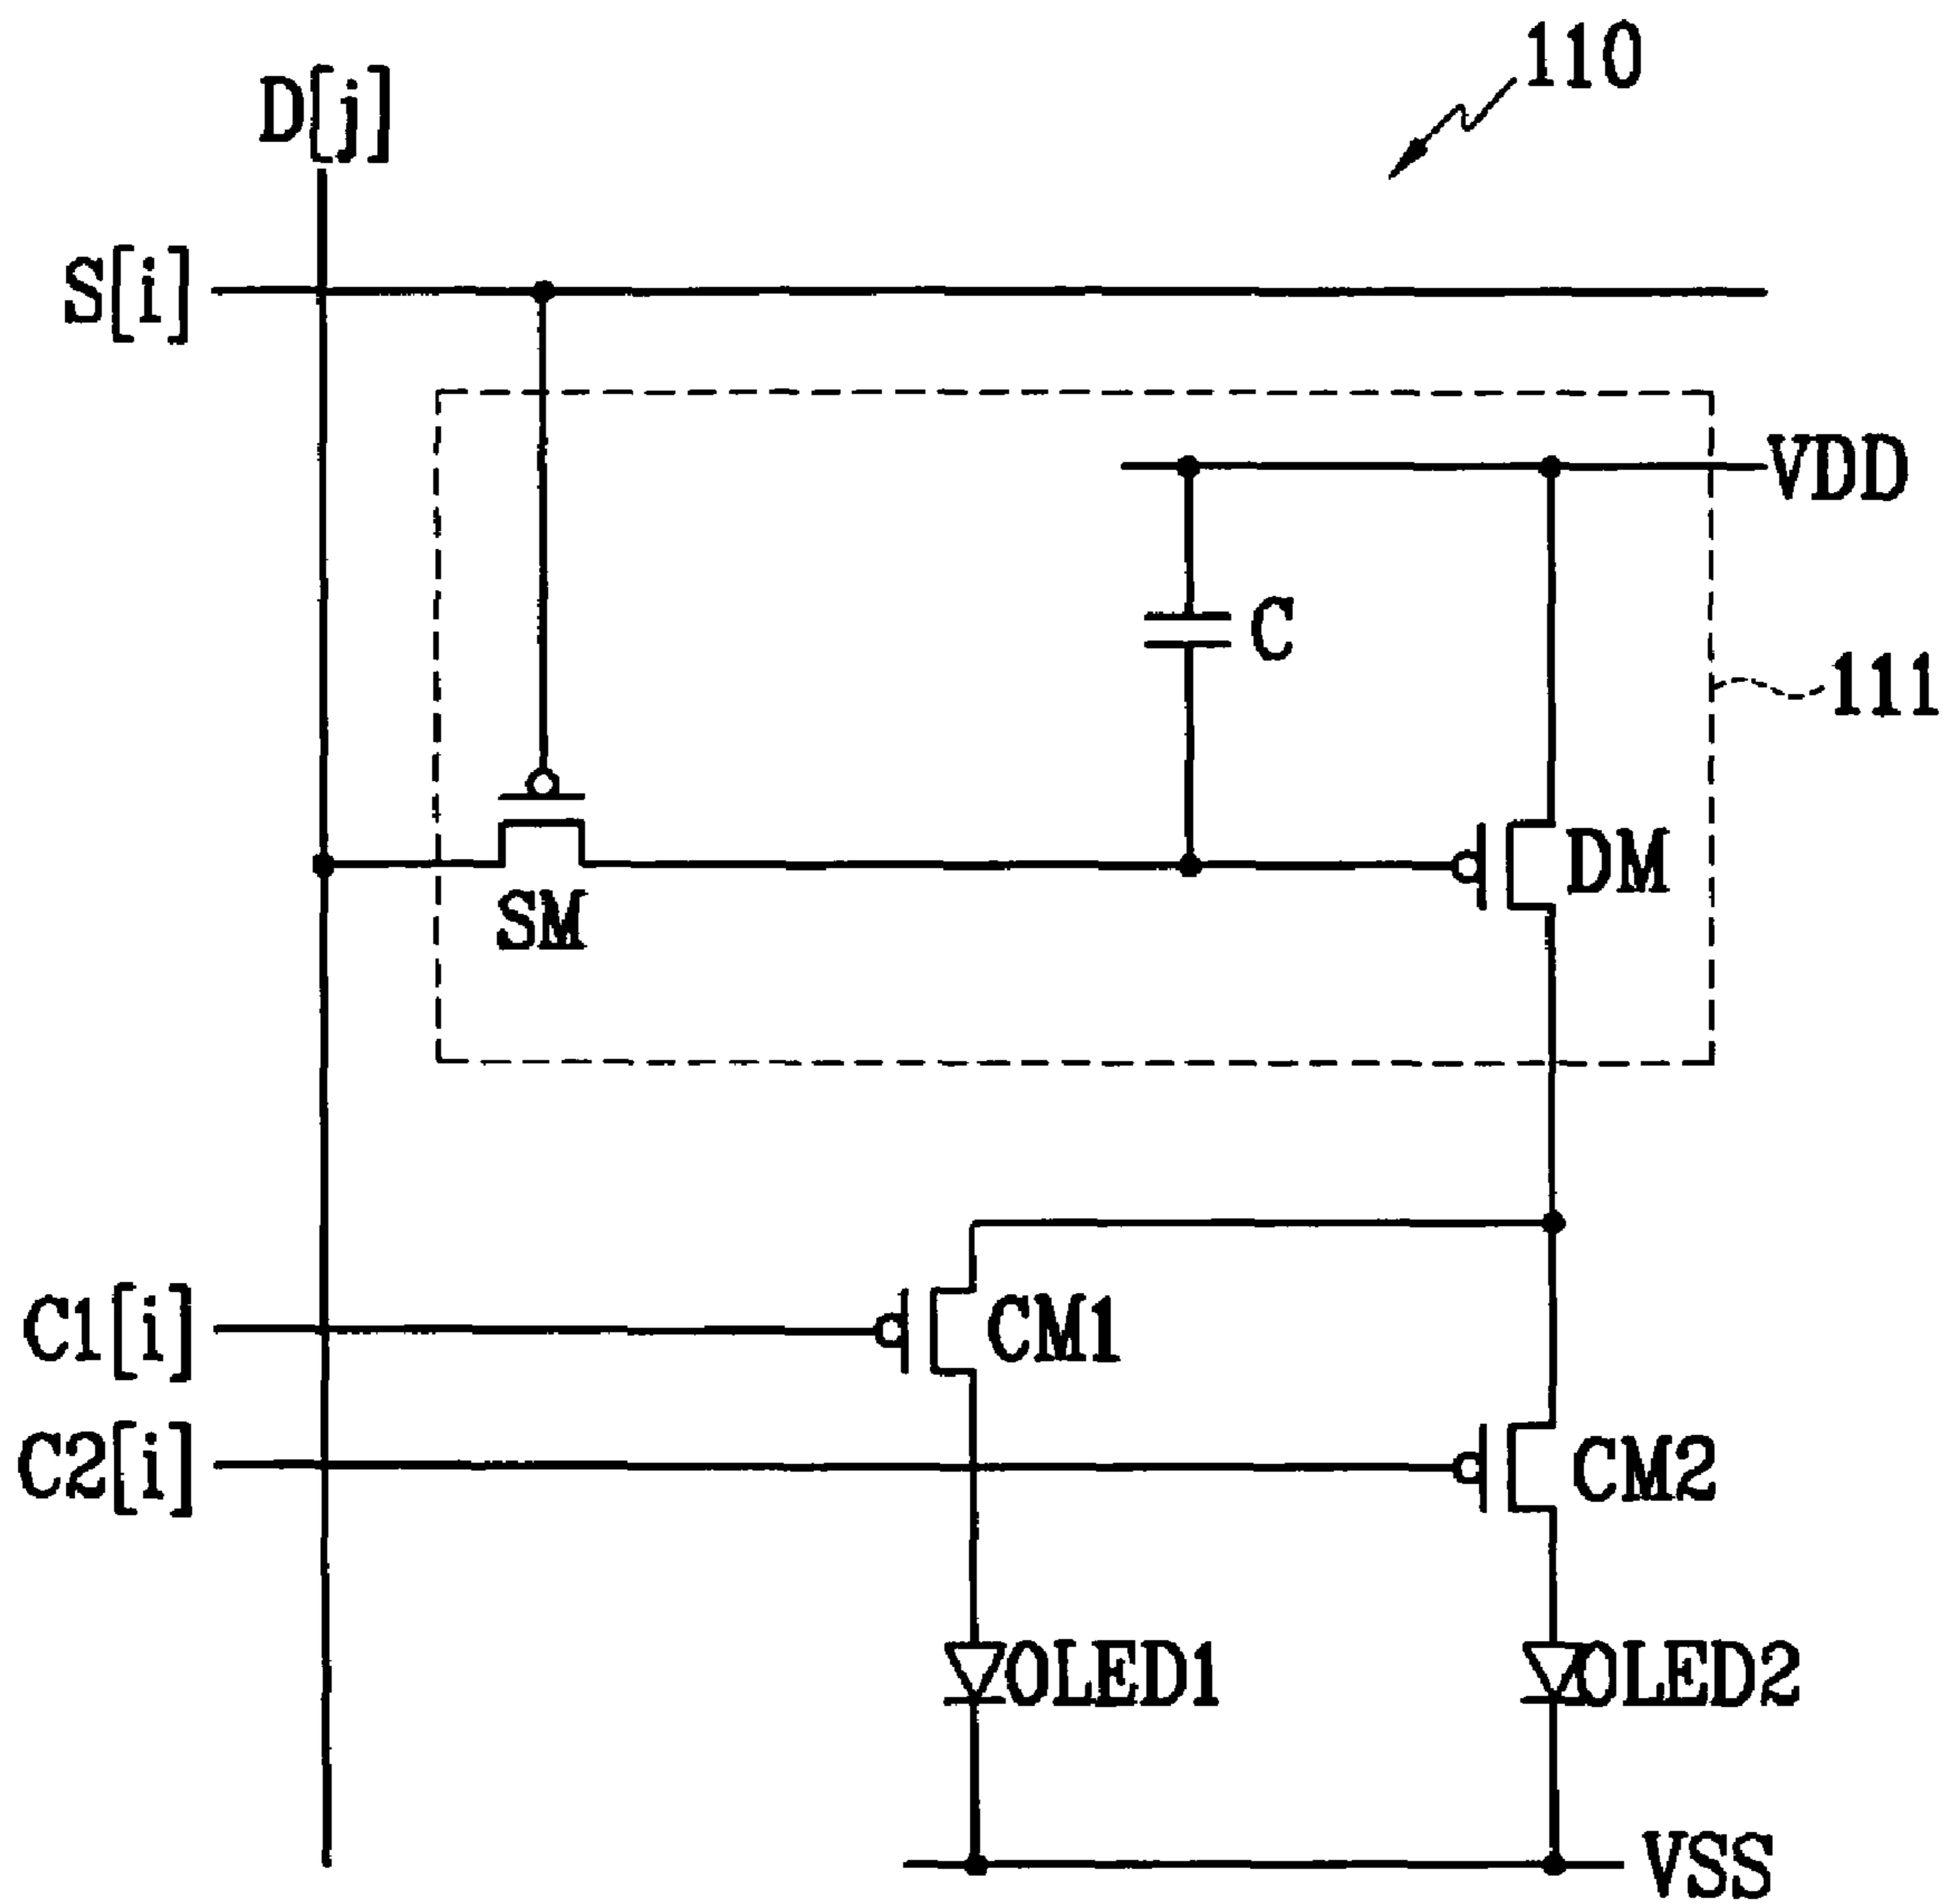 110
D[j]
S[i]
VDD
C
111
DM
SM
C1[i]
CM1
C2[i]
CM2
OLED1
OLED2
VSS